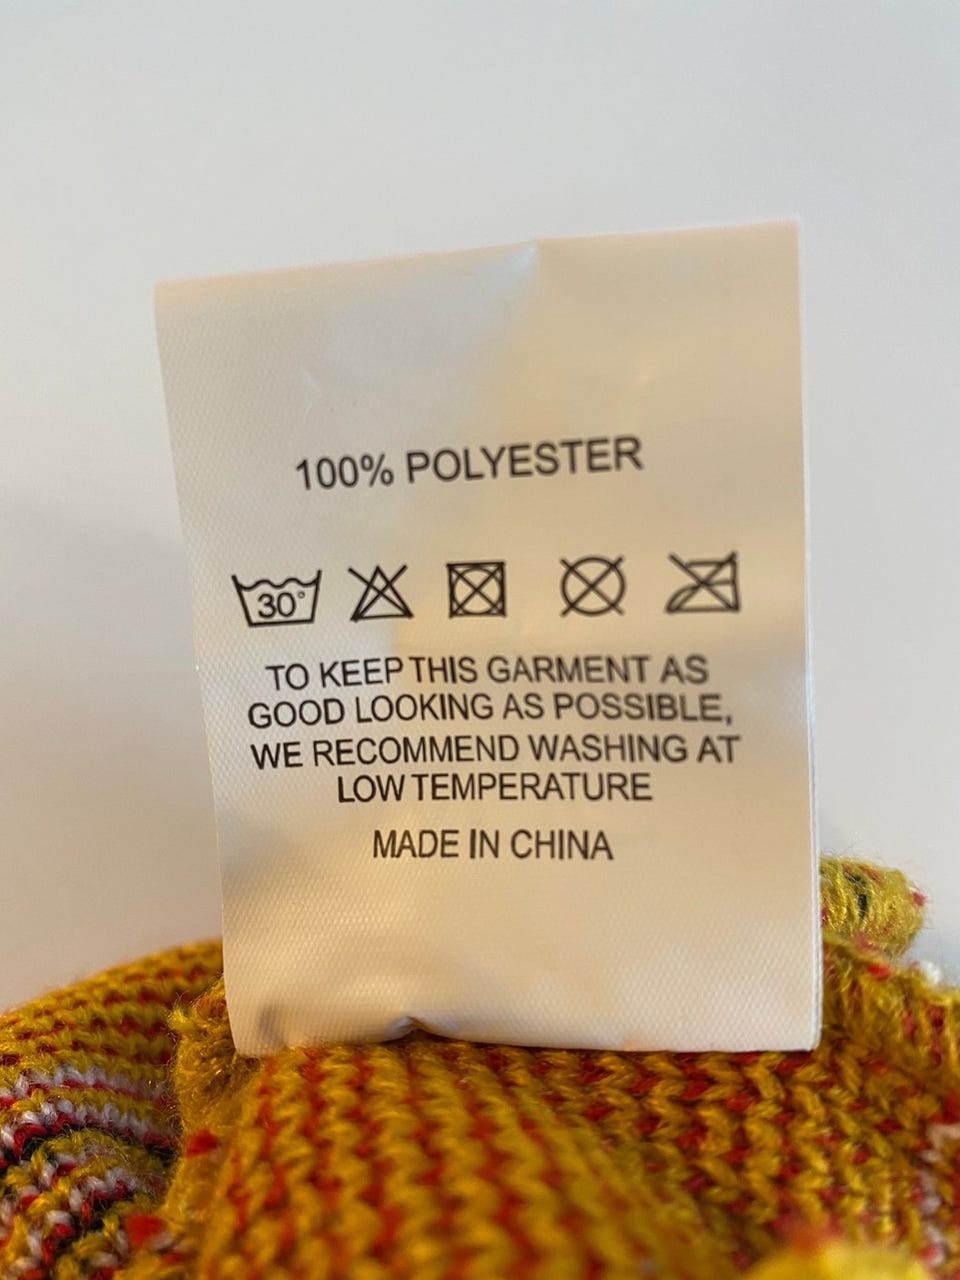 100% POLYESTER
30°
TO KEEP THIS GARMENT AS
GOOD LOOKING AS POSSIBLE,
WE RECOMMEND WASHING AT
LOW TEMPERATURE
MADE IN CHINA